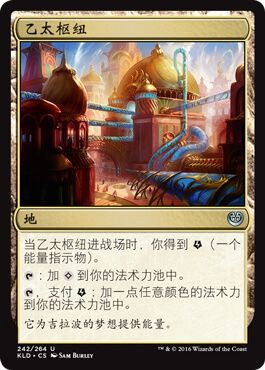 乙太枢纽
地
当乙太枢纽进战场时，你得到（一个
能量指示物）。
：加到你的法术力池中。
，支付：加一点任意颜色的法术力
到你的法术力池中。
它为吉拉波的梦想提供能量。
242/264 U
KLD • CS SAM BURLEY
™ & © 2016 Wizards of the Coast